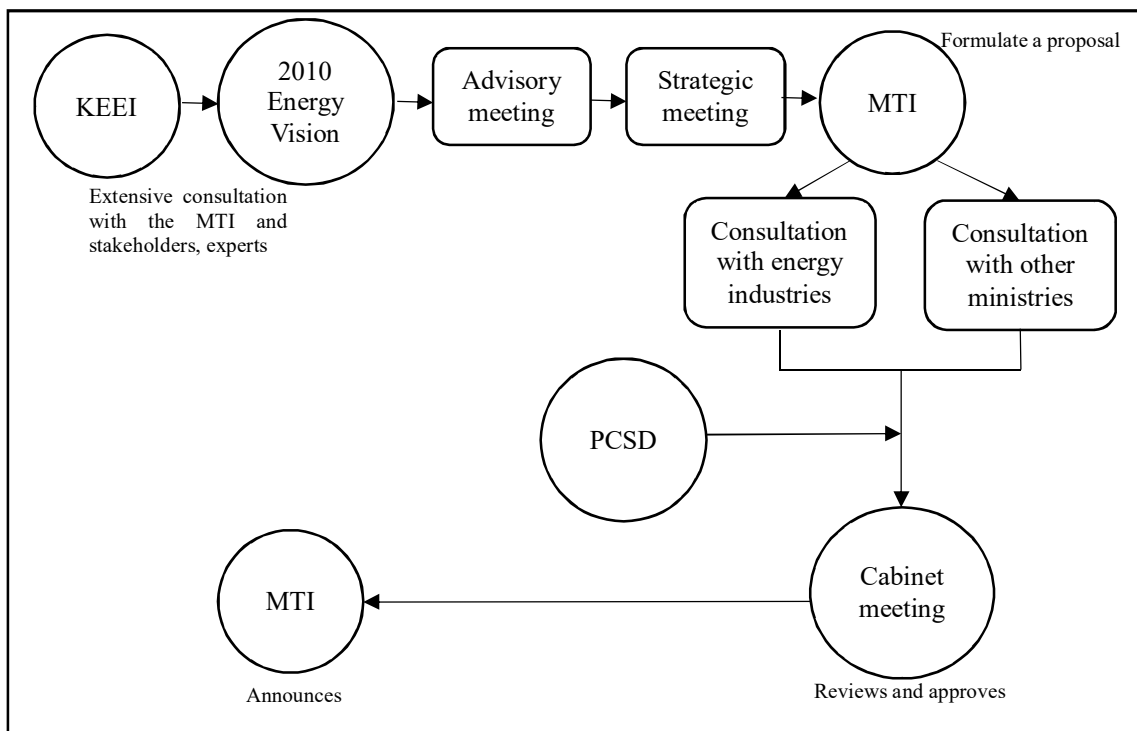 KEEI
Extensive consultation
with the MTI and
stakeholders, experts
2010
Energy
Vision
Advisory
meeting
Strategic
meeting
Formulate a proposal
MTI
Consultation
with energy
industries
Consultation
with other
ministries
PCSD
Cabinet
meeting
Reviews and approves
MTI
Announces